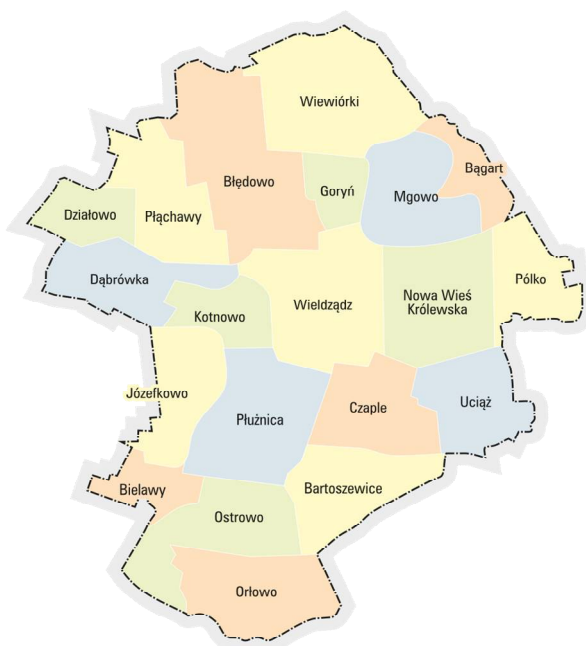 Wiewiórki
Bągart
Błędowo
Goryń
Mgowo
Działowo
Płąchawy
Dąbrówka
Wieldządz
Nowa Wieś
Królewska
Pólko
Kotnowo
Józefkowo
Płużnica
Czaple
Uciąż
Bielawy
Bartoszewice
Ostrowo
Orłowo